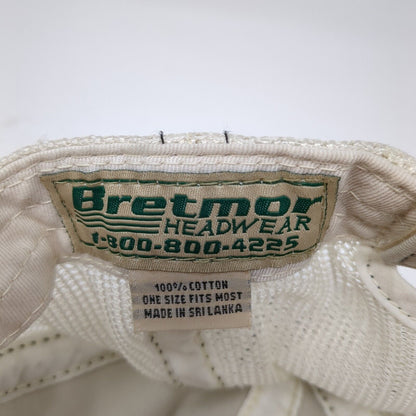 Bretmor
HEADWEAR
1-800-800-4225
100% COTTON
ONE SIZE FITS MOST
MADE IN SRI LANKA